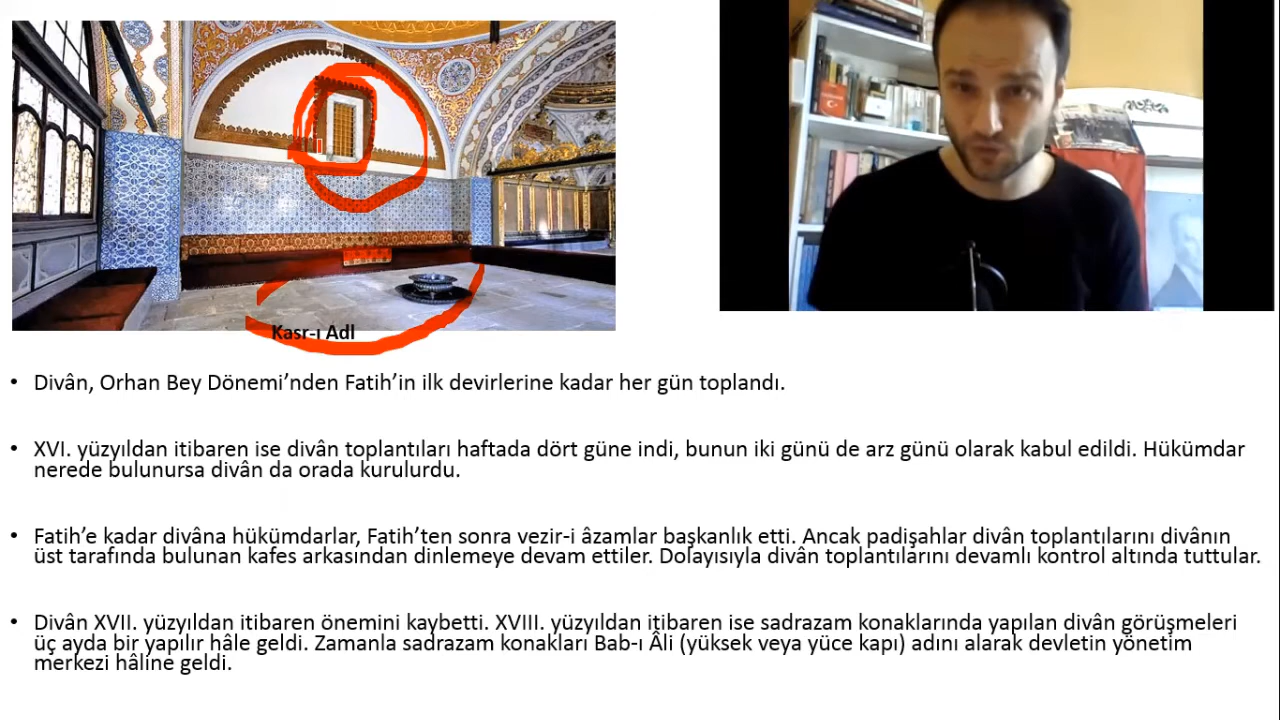 Kasr-ı Adl
• Divân, Orhan Bey Dönemi’nden Fatih’in ilk devirlerine kadar her gün toplandı.
• XVI. yüzyıldan itibaren ise divân toplantıları haftada dört güne indi, bunun iki günü de arz günü olarak kabul edildi. Hükümdar
nerede bulunursa divân da orada kurulurdu.
• Fatih’e kadar divâna hükümdarlar, Fatih’ten sonra vezir-i âzamlar başkanlık etti. Ancak padişahlar divân toplantılarını divânın
üst tarafında bulunan kafes arkasından dinlemeye devam ettiler. Dolayısıyla divân toplantılarını devamlı kontrol altında tuttular.
• Divân XVII. yüzyıldan itibaren önemini kaybetti. XVIII. yüzyıldan itibaren ise sadrazam konaklarında yapılan divân görüşmeleri
üç ayda bir yapılır hâle geldi. Zamanla sadrazam konakları Bab-ı Âli (yüksek veya yüce kapı) adını alarak devletin yönetim
merkezi hâline geldi.